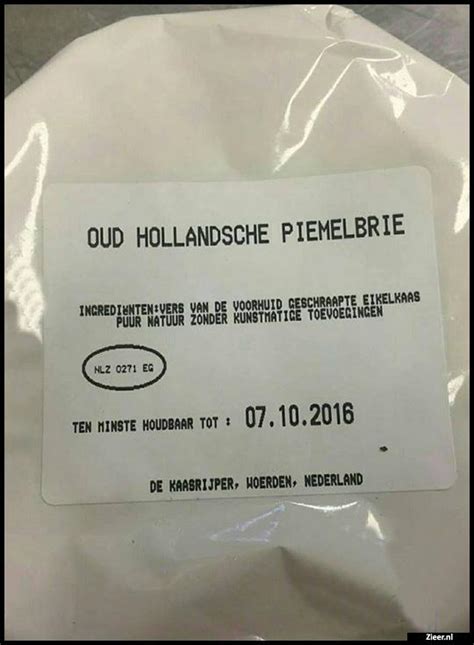 OUD HOLLANDSCHE PIEMELBRIE
INGREDIWNTEN:VERS VAN DE VOORHUID GESCHRAAPTE EIKELKAAS
PUUR NATUUR ZONDER KUNSTMATIGE TOEVOEGINGEN
NLZ 0271 EG
TEN MINSTE HOUDBAAR TOT : 07.10.2016
DE KAASRIJPER, WOERDEN, NEDERLAND
Zieer.nl